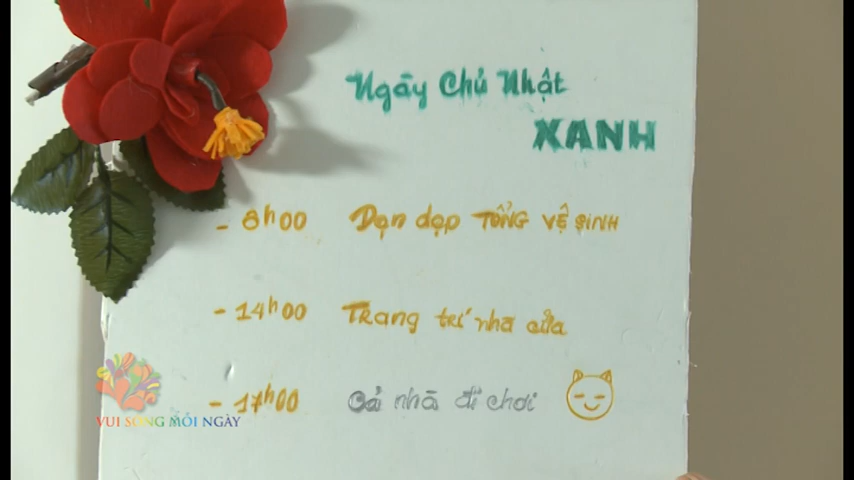 Ngày Chủ Nhật
XANH
- 8h00 Dọn dẹp TỔNG VỆ SINH
- 14h00 Trang trí nhà cửa
- 17h00 Cả nhà đi chơi
VUI SỐNG MỖI NGÀY